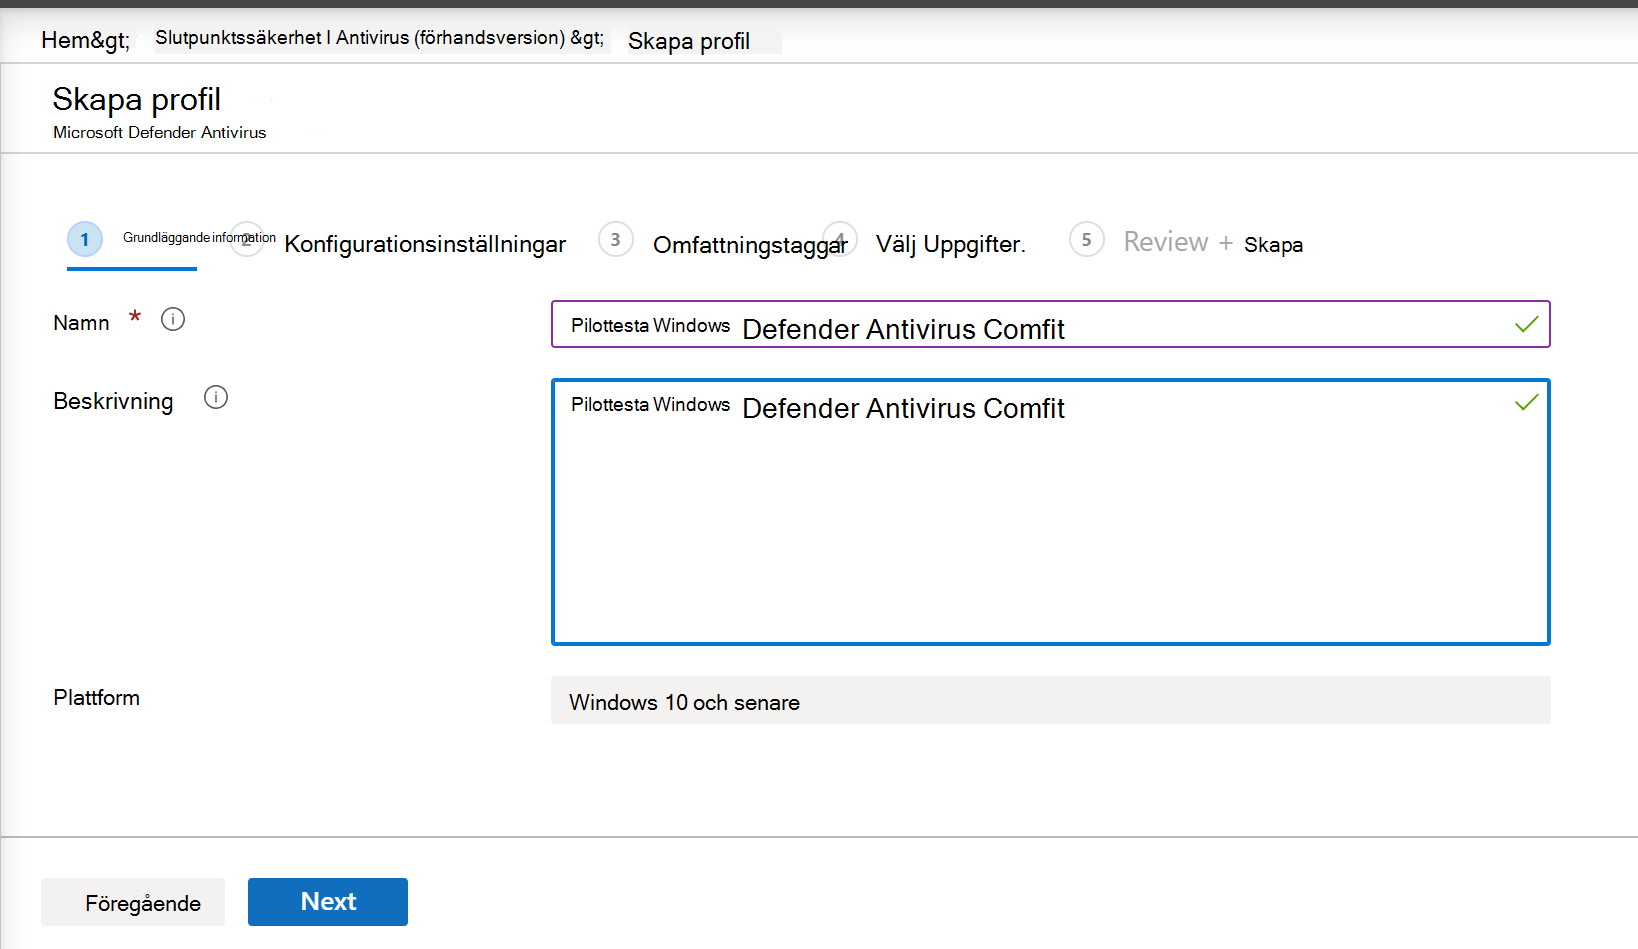 Hem&gt; Slutpunktssäkerhet I Antivirus (förhandsversion) &gt; Skapa profil
Skapa profil
Microsoft Defender Antivirus
1 Grundläggande information 2 Konfigurationsinställningar 3 Omfattningstaggar 4 Välj Uppgifter. 5 Review + Skapa
Namn * i Pilottesta Windows Defender Antivirus Comfit
Beskrivning i Pilottesta Windows Defender Antivirus Comfit
Plattform Windows 10 och senare
Föregående Next